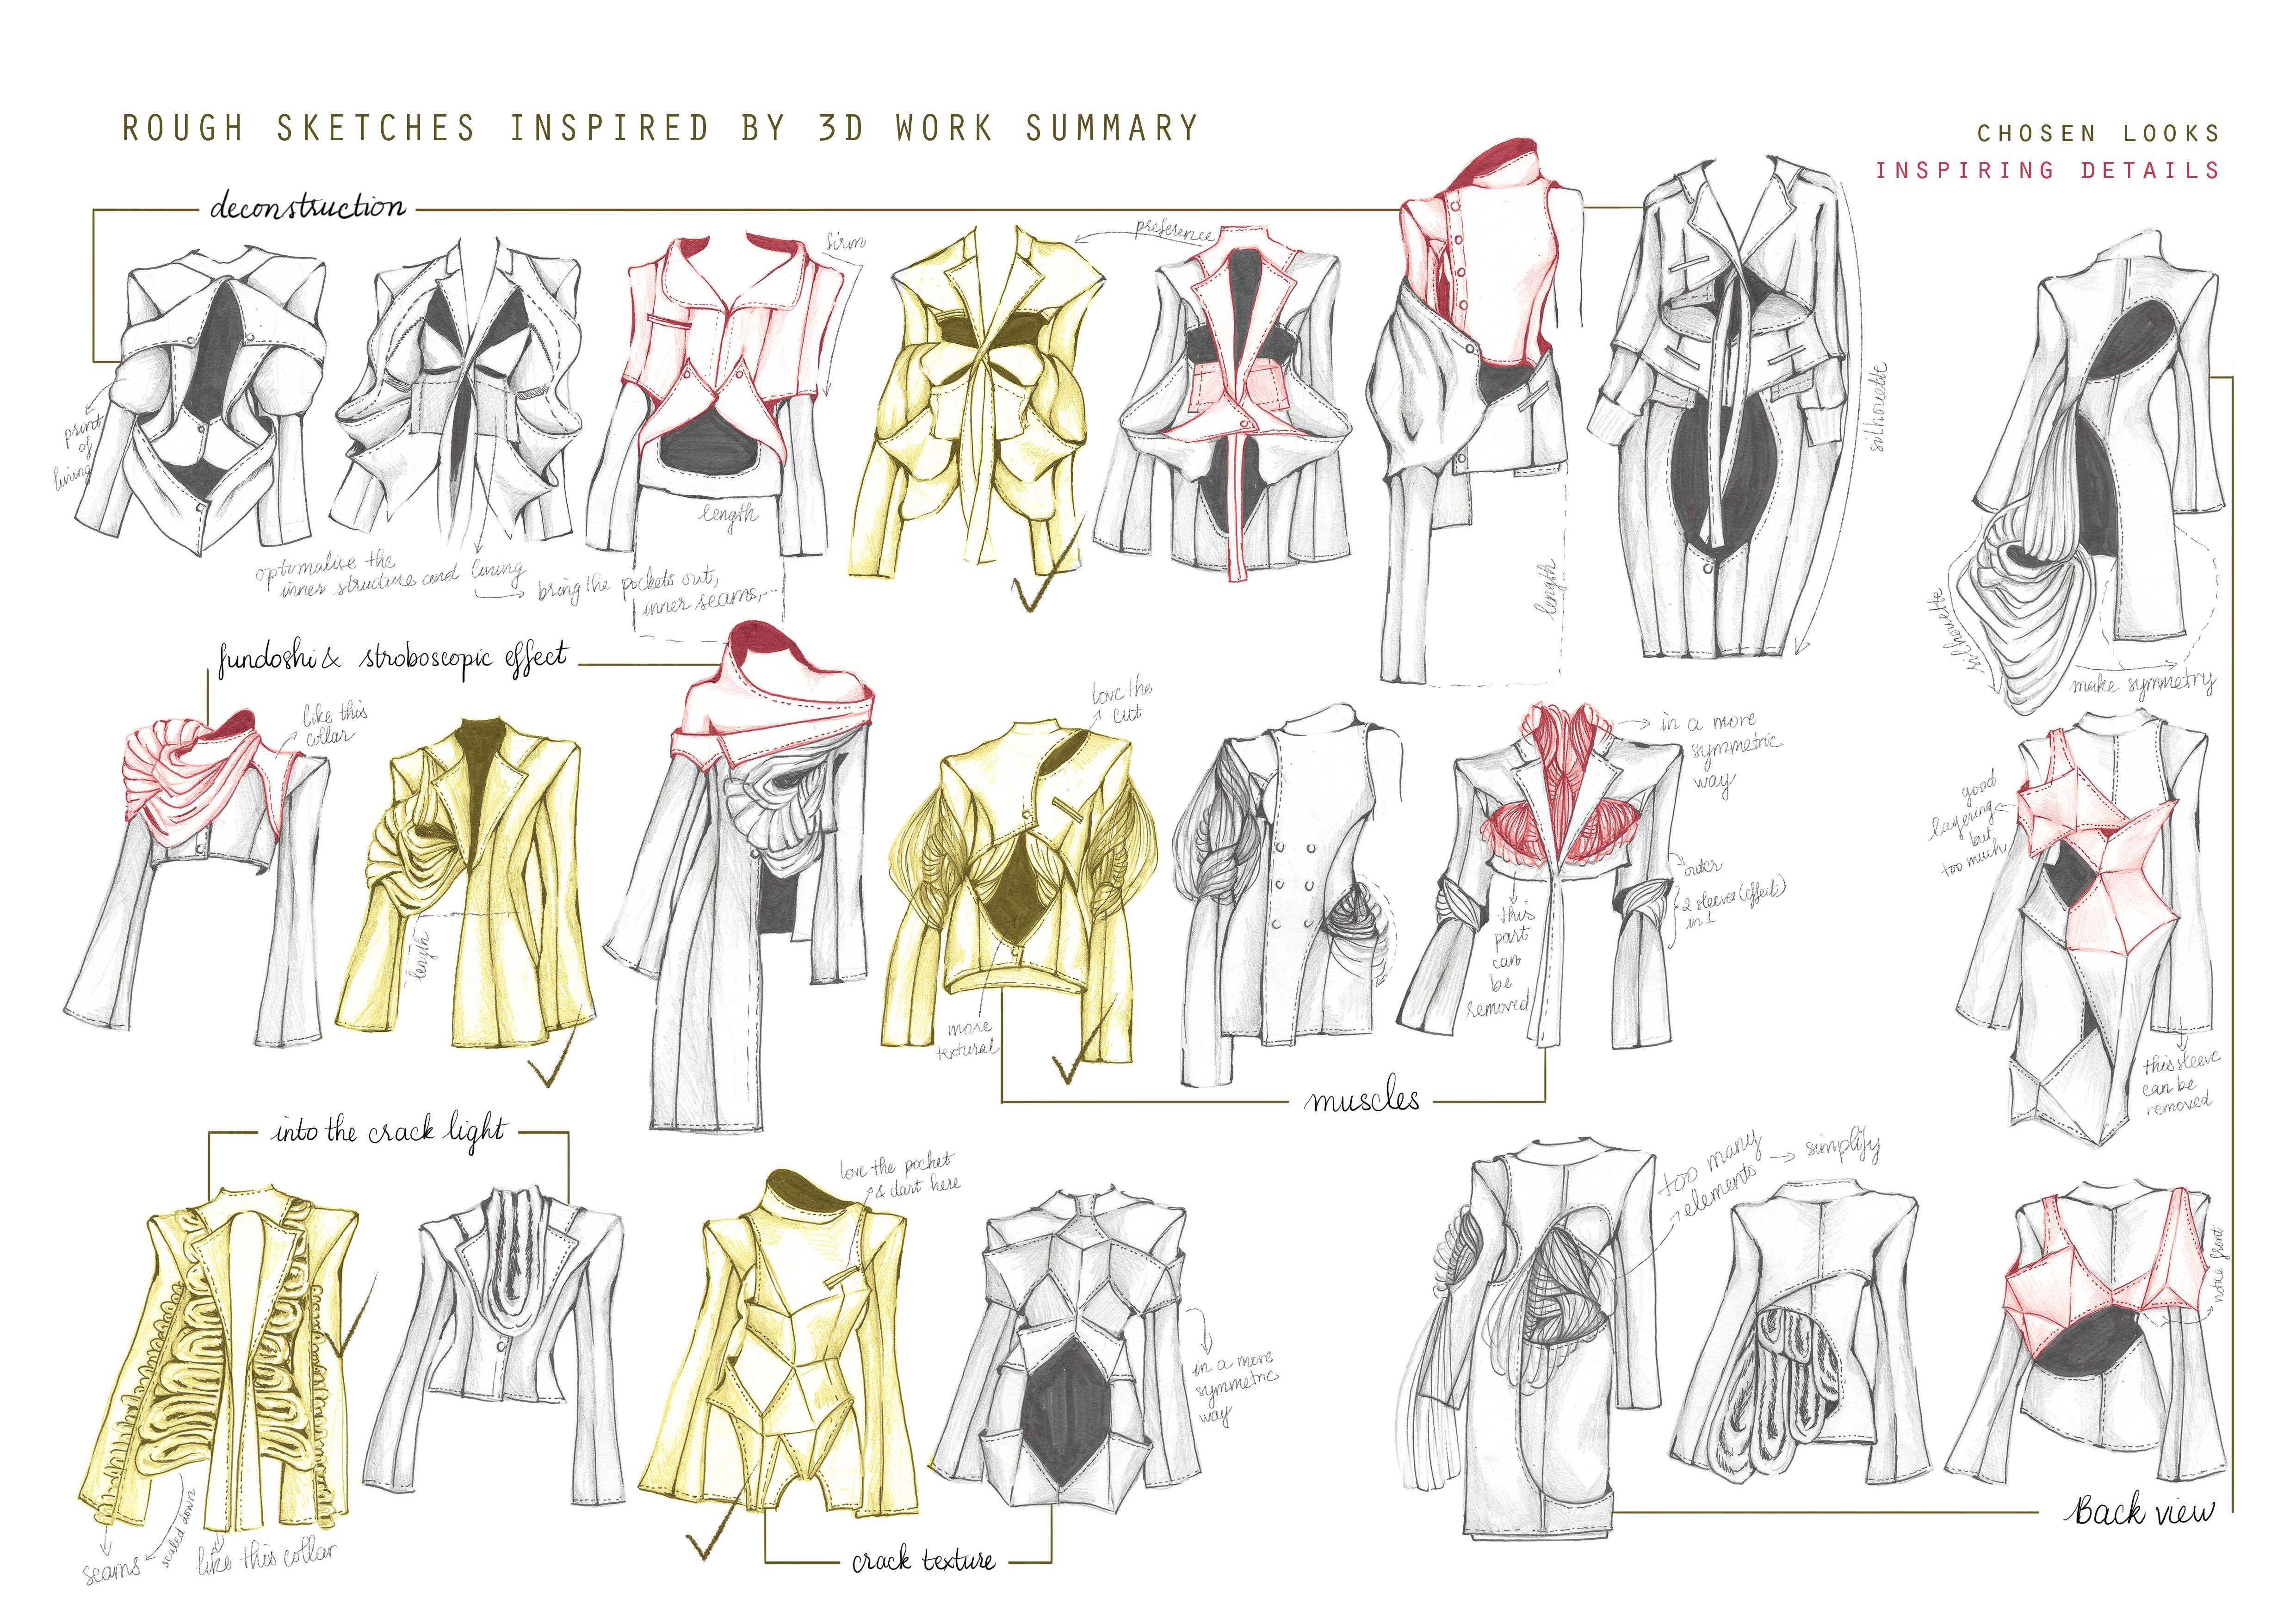 ROUGH SKETCHES INSPIRED BY 3D WORK SUMMARY
CHOSEN LOOKS
INSPIRING DETAILS
deconstruction
print
of
lining
optimalise the
inner structure and lining
bring the pockets out,
inner seams,...
length
preference
length
silhouette
silhouette
make symmetry
fundoshi & stroboscopic effect
like this
collar
length
love the
cut
more
textural
in a more
symmetric
way
outer
2 sleeves (effect)
in 1
this
part
can
be
removed
muscles
good
layering
but
too much
this sleeve
can be
removed
into the crack light
seams
scaled down
like this collar
love the pocket
& dart here
in a more
symmetric
way
crack texture
too many
elements
simplify
notice front
Back view